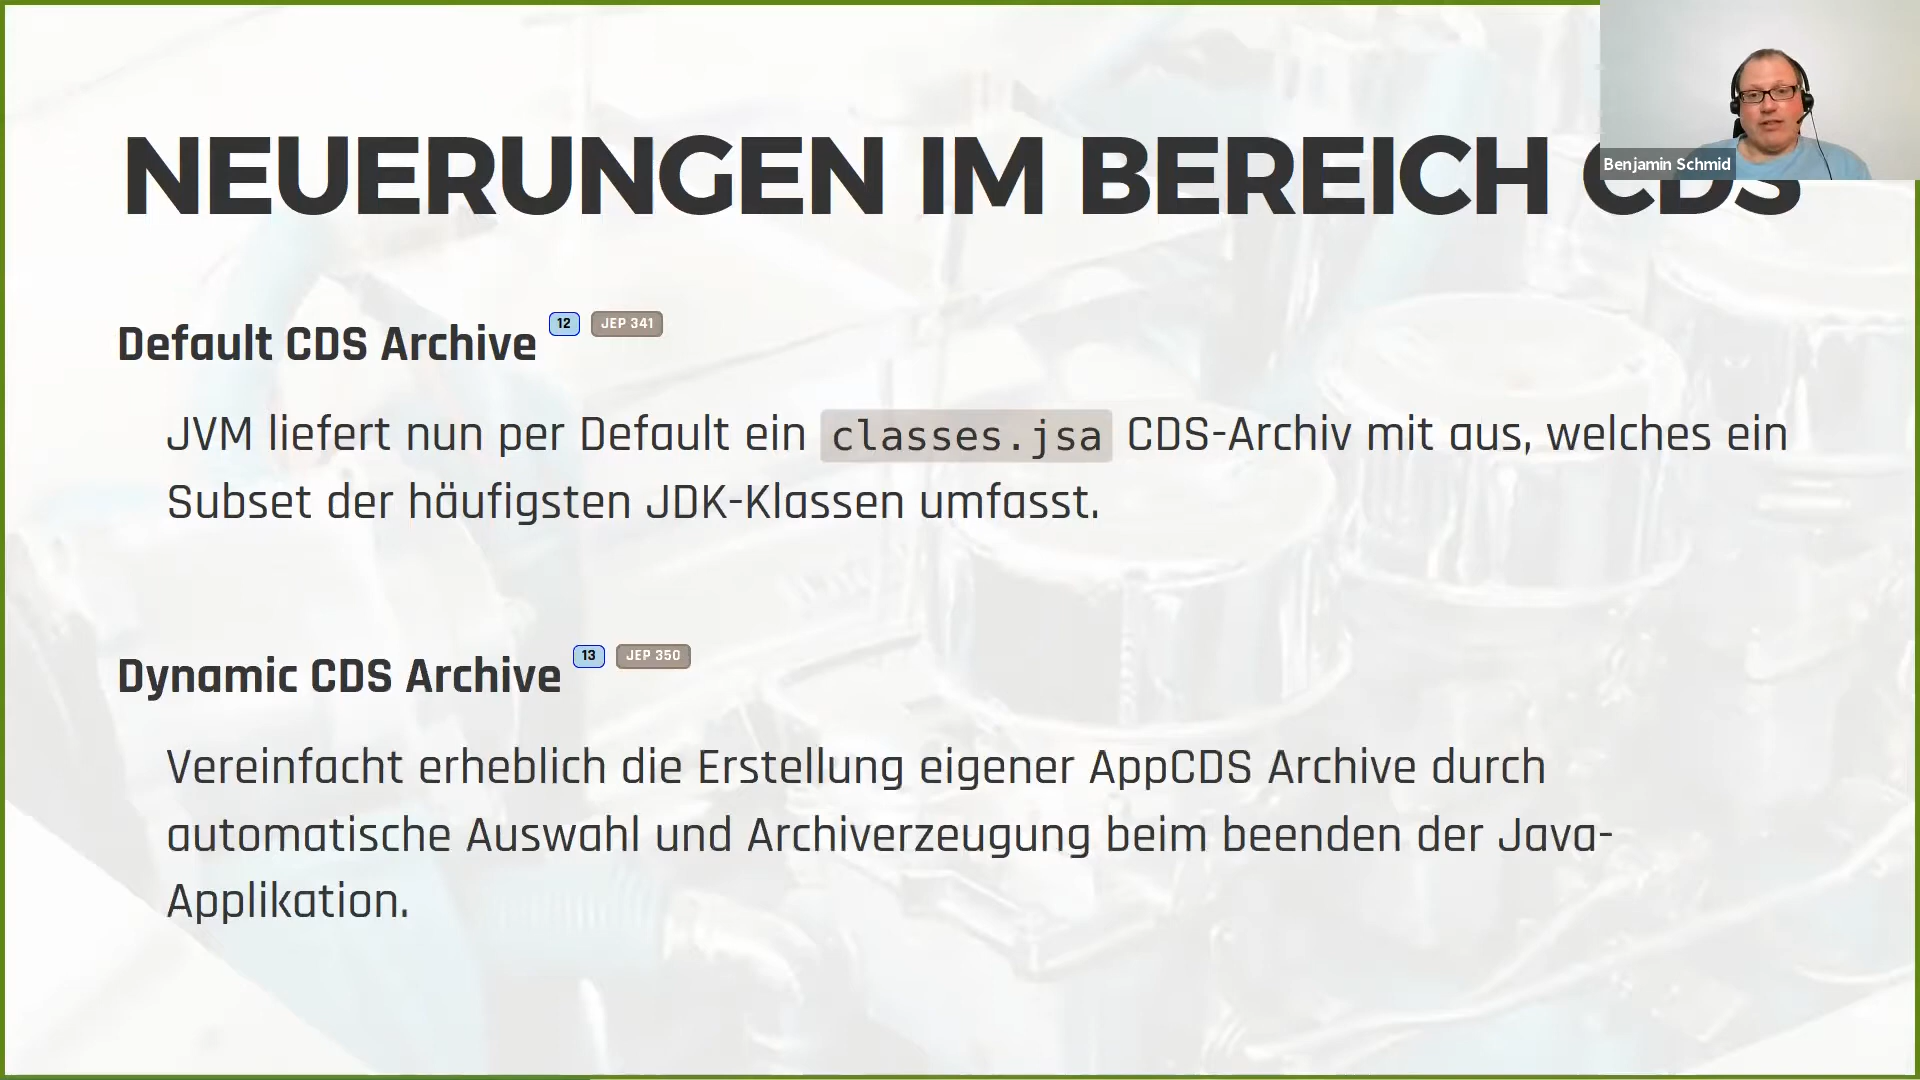 NEUERUNGEN IM BEREICH CDS
Benjamin Schmid
Default CDS Archive 12 JEP 341
JVM liefert nun per Default ein classes.jsa CDS-Archiv mit aus, welches ein
Subset der häufigsten JDK-Klassen umfasst.
Dynamic CDS Archive 13 JEP 350
Vereinfacht erheblich die Erstellung eigener AppCDS Archive durch
automatische Auswahl und Archiverzeugung beim beenden der Java-
Applikation.